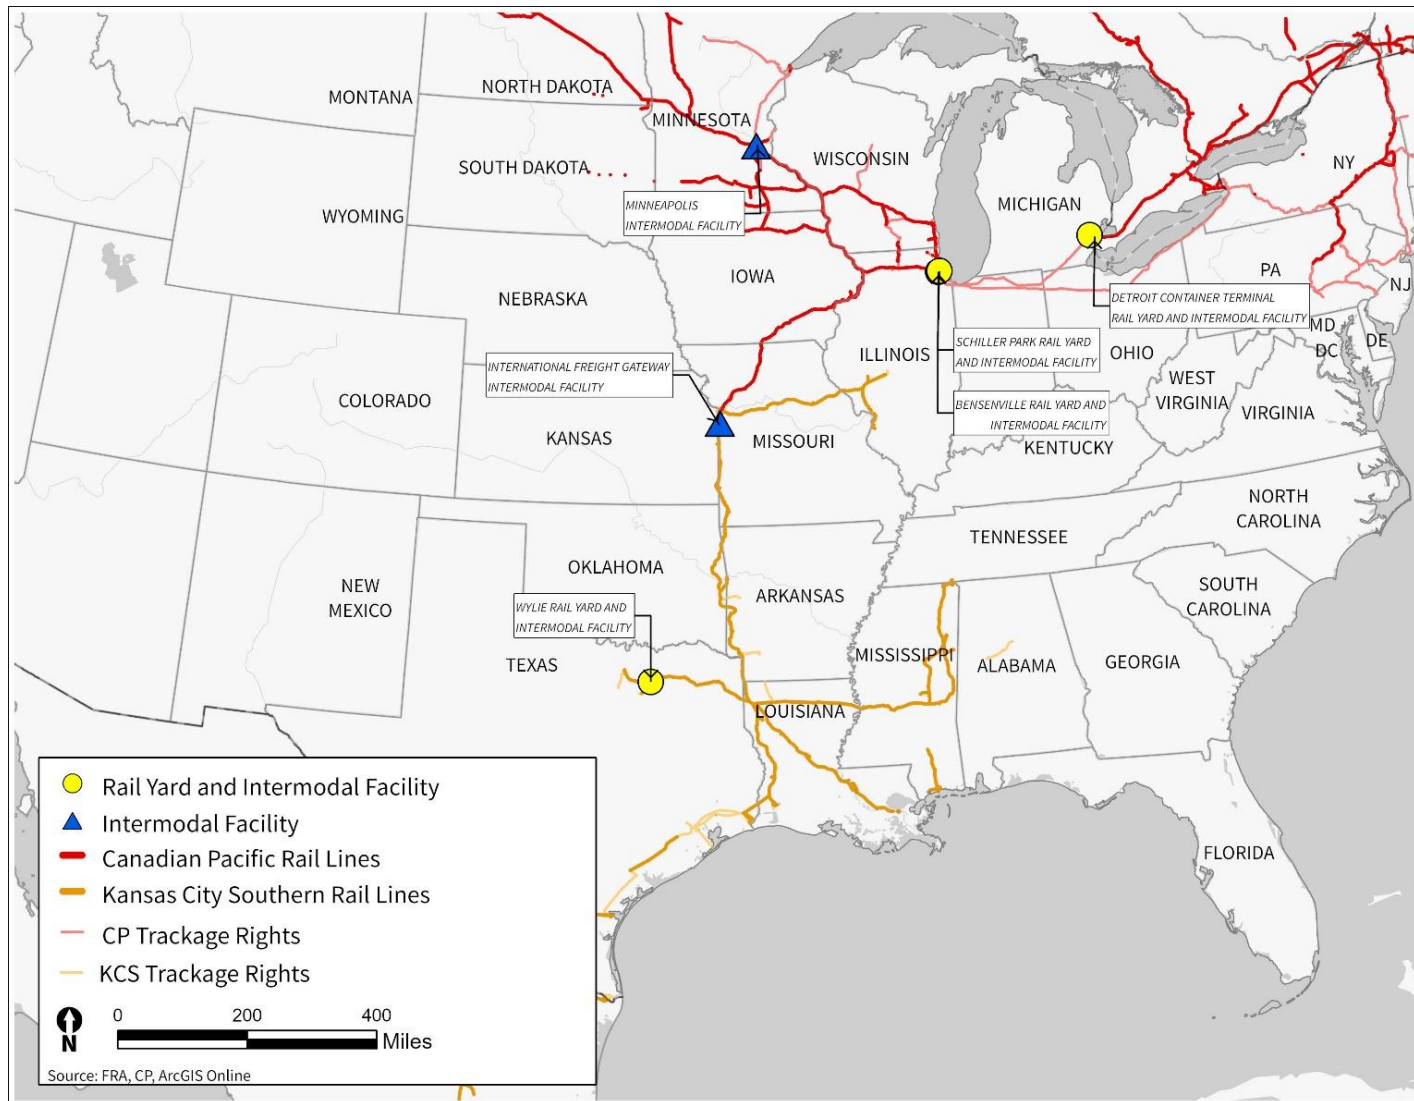 NORTH DAKOTA
MONTANA
MINNESOTA
WISCONSIN
NY
SOUTH DAKOTA
MINNEAPOLIS
INTERMODAL FACILITY
MICHIGAN
WYOMING
IOWA
PA
NJ
NEBRASKA
DETROIT CONTAINER TERMINAL
RAIL YARD AND INTERMODAL FACILITY
MD
DC
DE
SCHILLER PARK RAIL YARD
AND INTERMODAL FACILITY
ILLINOIS
OHIO
INTERNATIONAL FREIGHT GATEWAY
INTERMODAL FACILITY
WEST
VIRGINIA
COLORADO
BENSENVILLE RAIL YARD AND
INTERMODAL FACILITY
VIRGINIA
KANSAS
MISSOURI
KENTUCKY
NORTH
CAROLINA
TENNESSEE
OKLAHOMA
NEW
MEXICO
ARKANSAS
SOUTH
CAROLINA
WYLIE RAIL YARD AND
INTERMODAL FACILITY
TEXAS
MISSISSIPPI
ALABAMA
GEORGIA
LOUISIANA
FLORIDA
Rail Yard and Intermodal Facility
Intermodal Facility
Canadian Pacific Rail Lines
Kansas City Southern Rail Lines
CP Trackage Rights
KCS Trackage Rights
N
0 200 400
Miles
Source: FRA, CP, ArcGIS Online